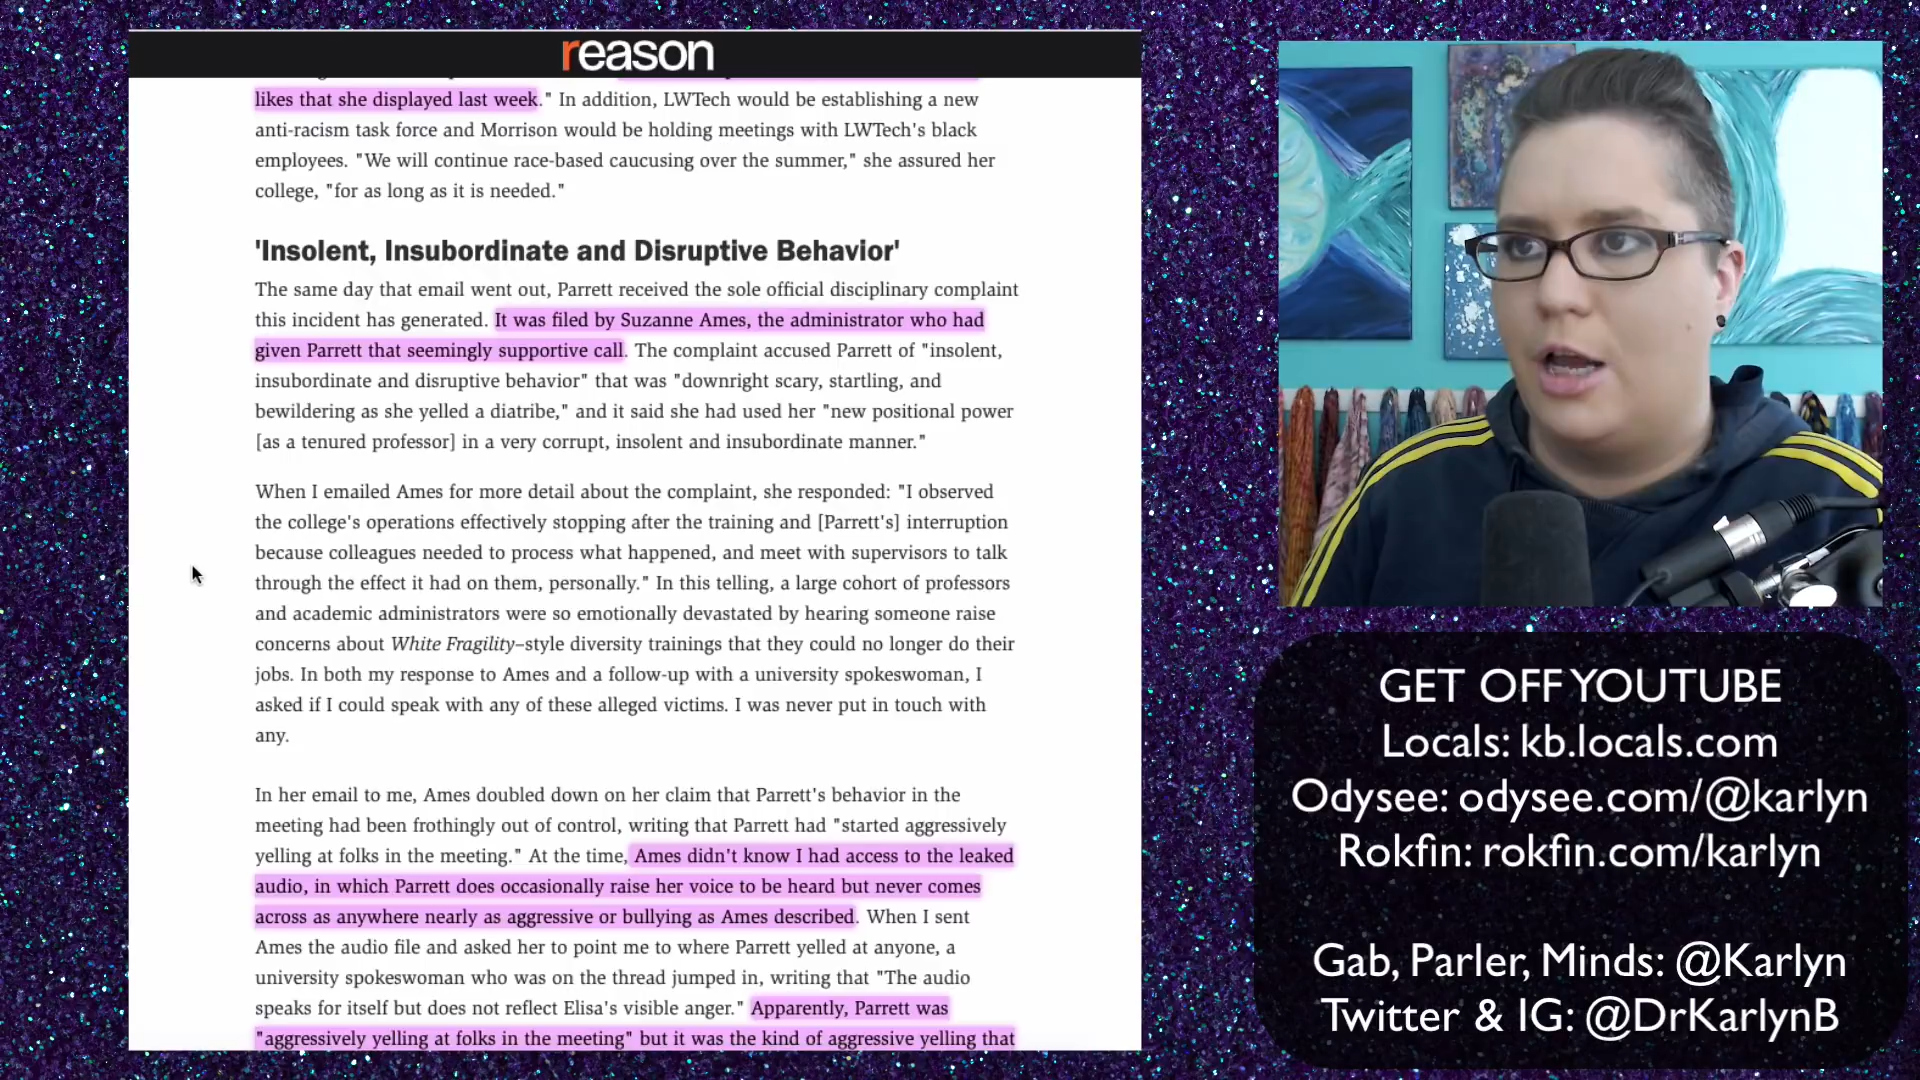 reason
likes that she displayed last week." In addition, LWTech would be establishing a new
anti-racism task force and Morrison would be holding meetings with LWTech's black
employees. "We will continue race-based caucusing over the summer," she assured her
college, "for as long as it is needed."
'Insolent, Insubordinate and Disruptive Behavior'
The same day that email went out, Parrett received the sole official disciplinary complaint
this incident has generated. It was filed by Suzanne Ames, the administrator who had
given Parrett that seemingly supportive call. The complaint accused Parrett of "insolent,
insubordinate and disruptive behavior" that was "downright scary, startling, and
bewildering as she yelled a diatribe," and it said she had used her "new positional power
[as a tenured professor] in a very corrupt, insolent and insubordinate manner."
When I emailed Ames for more detail about the complaint, she responded: "I observed
the college's operations effectively stopping after the training and [Parrett's] interruption
because colleagues needed to process what happened, and meet with supervisors to talk
through the effect it had on them, personally." In this telling, a large cohort of professors
and academic administrators were so emotionally devastated by hearing someone raise
concerns about White Fragility–style diversity trainings that they could no longer do their
jobs. In both my response to Ames and a follow-up with a university spokeswoman, I
asked if I could speak with any of these alleged victims. I was never put in touch with
any.
In her email to me, Ames doubled down on her claim that Parrett's behavior in the
meeting had been frothingly out of control, writing that Parrett had "started aggressively
yelling at folks in the meeting." At the time, Ames didn't know I had access to the leaked
audio, in which Parrett does occasionally raise her voice to be heard but never comes
across as anywhere nearly as aggressive or bullying as Ames described. When I sent
Ames the audio file and asked her to point me to where Parrett yelled at anyone, a
university spokeswoman who was on the thread jumped in, writing that "The audio
speaks for itself but does not reflect Elisa's visible anger." Apparently, Parrett was
"aggressively yelling at folks in the meeting" but it was the kind of aggressive yelling that
GET OFF YOUTUBE
Locals: kb.locals.com
Odysee: odysee.com/@karlyn
Rokfin: rokfin.com/karlyn
Gab, Parler, Minds: @Karlyn
Twitter & IG: @DrKarlynB